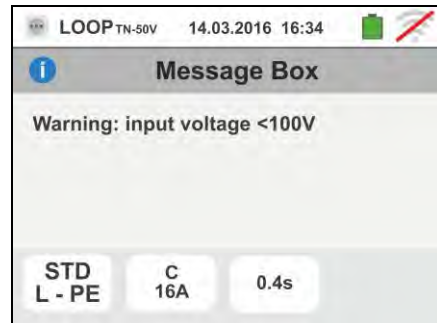 LOOP TN-50V 14.03.2016 16:34
i Message Box
Warning: input voltage <100V
STD C 0.4s
L - PE 16A